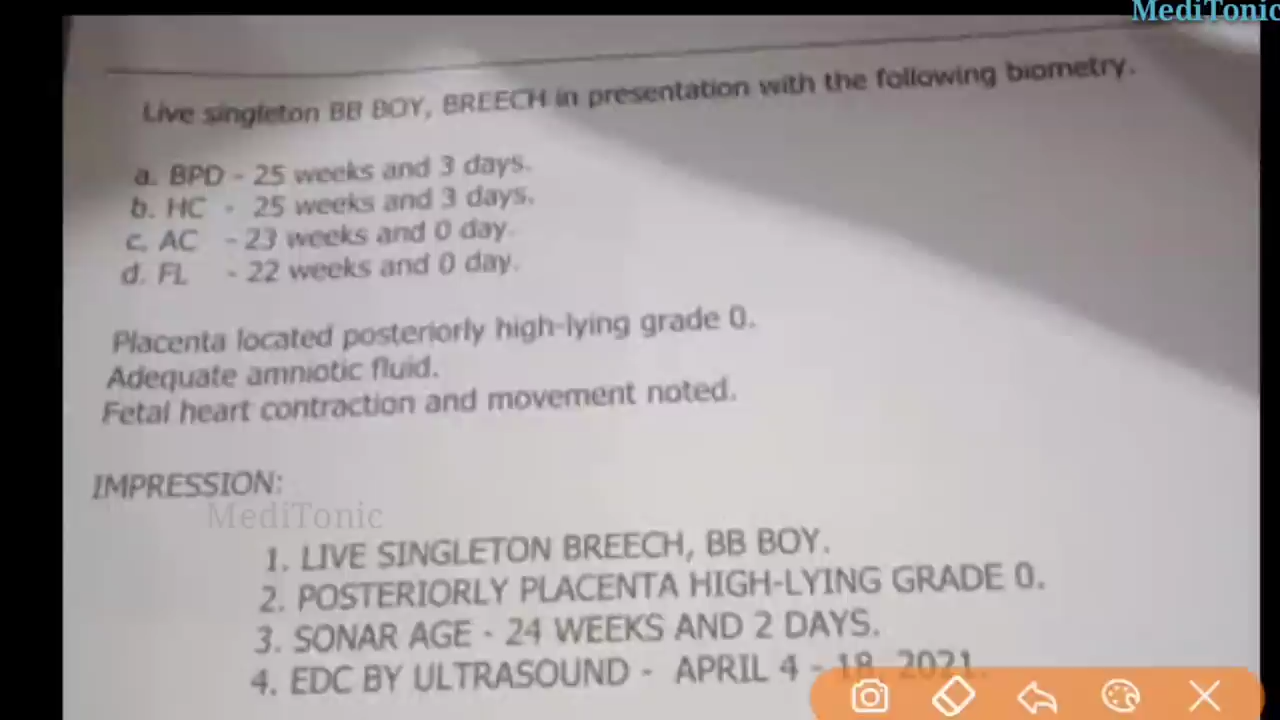 MediTonic
Live singleton BB BOY, BREECH in presentation with the following biometry.
a. BPD - 25 weeks and 3 days.
b. HC - 25 weeks and 3 days.
c. AC - 23 weeks and 0 day.
d. FL - 22 weeks and 0 day.
Placenta located posteriorly high-lying grade 0.
Adequate amniotic fluid.
Fetal heart contraction and movement noted.
IMPRESSION:
MediTonic
1. LIVE SINGLETON BREECH, BB BOY.
2. POSTERIORLY PLACENTA HIGH-LYING GRADE 0.
3. SONAR AGE - 24 WEEKS AND 2 DAYS.
4. EDC BY ULTRASOUND - APRIL 4 - 18, 2021.